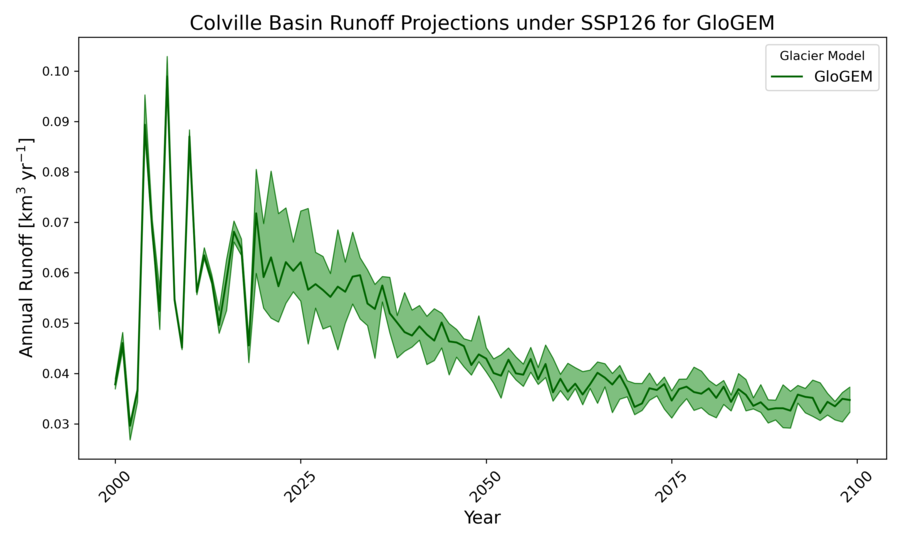 Colville Basin Runoff Projections under SSP126 for GloGEM
Glacier Model
GloGEM
Annual Runoff [km³ yr⁻¹]
0.10
0.09
0.08
0.07
0.06
0.05
0.04
0.03
2000
2025
2050
2075
2100
Year